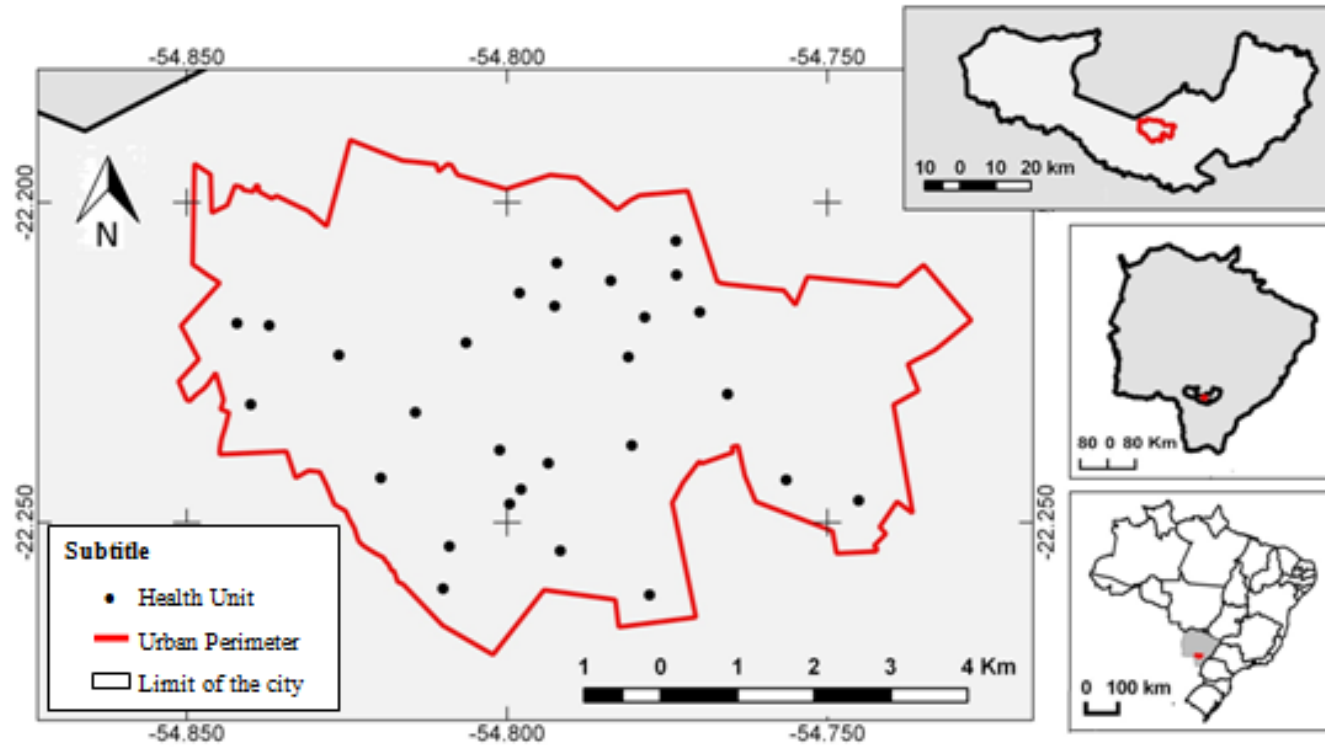 -54.850 -54.800 -54.750
10 0 10 20 km
-22.200
N
80 0 80 Km
-22.250 -22.250
Subtitle
Health Unit
Urban Perimeter
Limit of the city
1 0 1 2 3 4 Km
0 100 km
-54.850 -54.800 -54.750